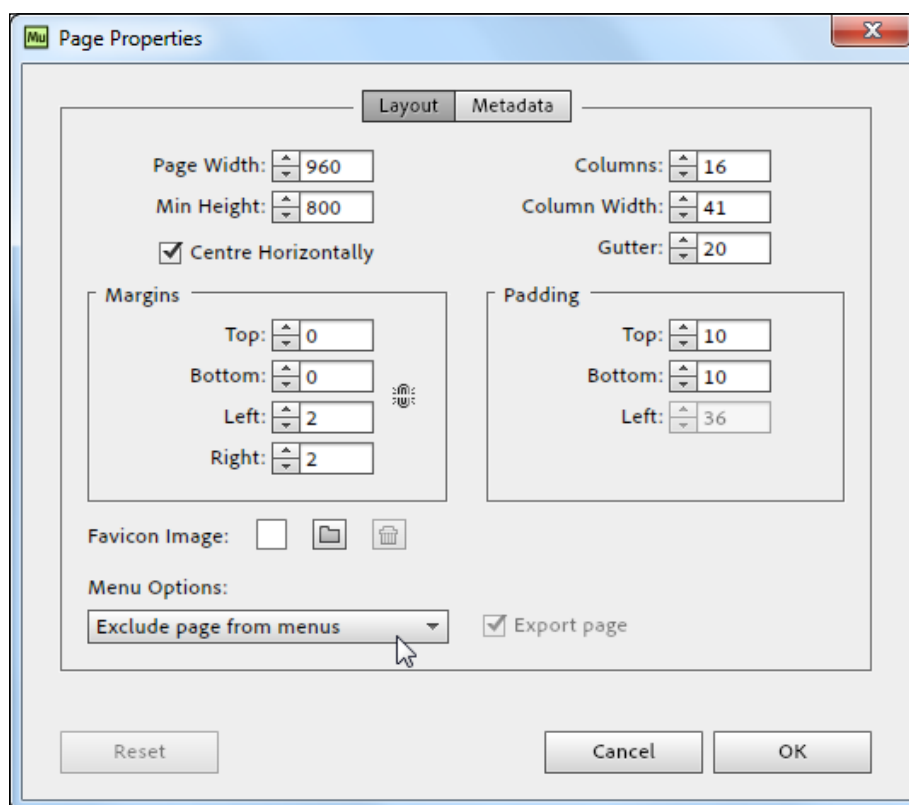 Mu Page Properties
Layout Metadata
Page Width: 960 Columns: 16
Min Height: 800 Column Width: 41
Centre Horizontally Gutter: 20
Margins Padding
Top: 0 Top: 10
Bottom: 0 Bottom: 10
Left: 2 Left: 36
Right: 2
Favicon Image:
Menu Options:
Exclude page from menus Export page
Reset Cancel OK